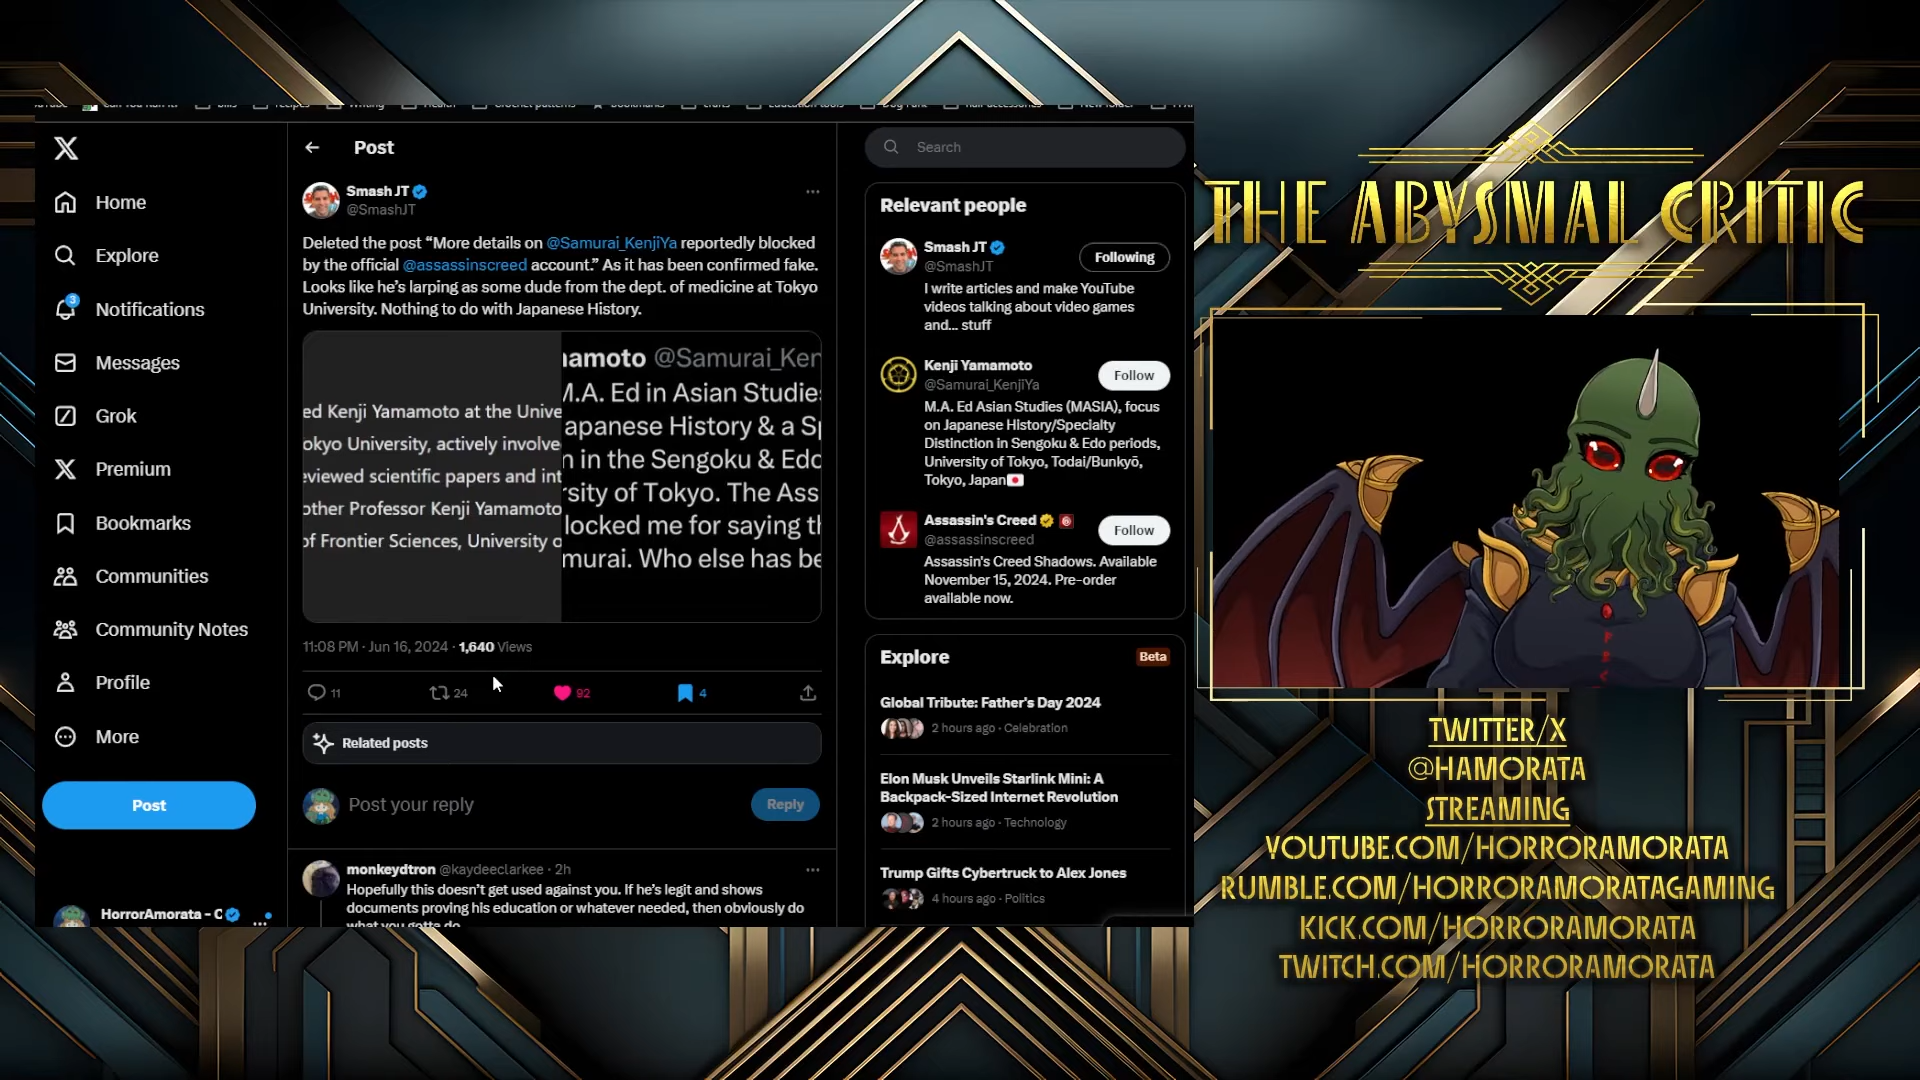 Post
Search
Smash JT
@SmashJT
Deleted the post “More details on @Samurai_KenjiYa reportedly blocked
by the official @assassinscreed account.” As it has been confirmed fake.
Looks like he’s larping as some dude from the dept. of medicine at Tokyo
University. Nothing to do with Japanese History.
ed Kenji Yamamoto at the Unive
okyo University, actively involve
eviewed scientific papers and int
other Professor Kenji Yamamoto
of Frontier Sciences, University o
amoto @Samurai_Ken
M.A. Ed in Asian Studie
apanese History & a Sp
n in the Sengoku & Edo
rsity of Tokyo. The Ass
locked me for saying th
murai. Who else has be
11:08 PM · Jun 16, 2024 · 1,640 Views
11
24
92
4
Related posts
Post your reply
Reply
monkeydtron @kaydeeclarkee · 2h
Hopefully this doesn’t get used against you. If he’s legit and shows
documents proving his education or whatever needed, then obviously do
what you gotta do
Home
Explore
3
Notifications
Messages
Grok
Premium
Bookmarks
Communities
Community Notes
Profile
More
Post
HorrorAmorata - C
Relevant people
Smash JT
@SmashJT
Following
I write articles and make YouTube
videos talking about video games
and... stuff
Kenji Yamamoto
@Samurai_KenjiYa
Follow
M.A. Ed Asian Studies (MASIA), focus
on Japanese History/Specialty
Distinction in Sengoku & Edo periods,
University of Tokyo, Todai/Bunkyō,
Tokyo, Japan
Assassin's Creed
@assassinscreed
Follow
Assassin's Creed Shadows. Available
November 15, 2024. Pre-order
available now.
Explore
Beta
Global Tribute: Father's Day 2024
2 hours ago · Celebration
Elon Musk Unveils Starlink Mini: A
Backpack-Sized Internet Revolution
2 hours ago · Technology
Trump Gifts Cybertruck to Alex Jones
4 hours ago · Politics
THE ABYSMAL CRITIC
TWITTER/X
@HAMORATA
STREAMING
YOUTUBE.COM/HORRORAMORATA
RUMBLE.COM/HORRORAMORATAGAMING
KICK.COM/HORRORAMORATA
TWITCH.COM/HORRORAMORATA